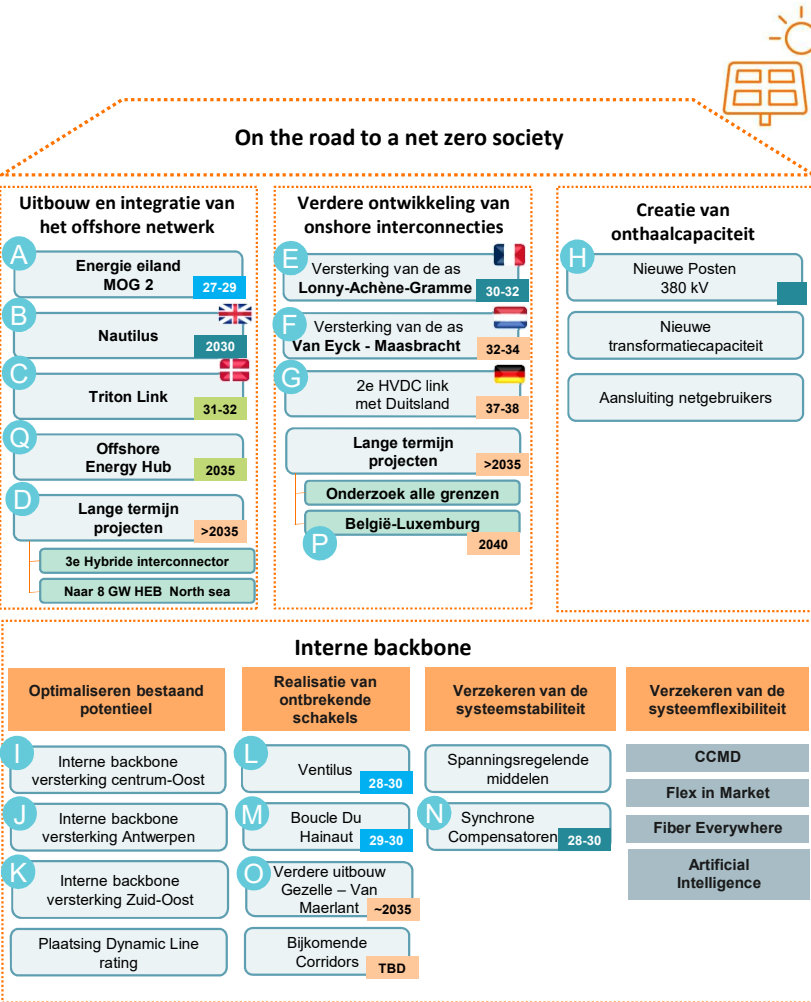 On the road to a net zero society
Uitbouw en integratie van
het offshore netwerk
A
Energie eiland
MOG 2
27-29
B
Nautilus
2030
C
Triton Link
31-32
Q
Offshore
Energy Hub
2035
D
Lange termijn
projecten
>2035
3e Hybride interconnector
Naar 8 GW HEB North sea
Verdere ontwikkeling van
onshore interconnecties
E
Versterking van de as
Lonny-Achène-Gramme
30-32
F
Versterking van de as
Van Eyck - Maasbracht
32-34
G
2e HVDC link
met Duitsland
37-38
Lange termijn
projecten
>2035
Onderzoek alle grenzen
België-Luxemburg
P
2040
Creatie van
onthaalcapaciteit
H
Nieuwe Posten
380 kV
Nieuwe
transformatiecapaciteit
Aansluiting netgebruikers
Interne backbone
Optimaliseren bestaand
potentieel
I
Interne backbone
versterking centrum-Oost
J
Interne backbone
versterking Antwerpen
K
Interne backbone
versterking Zuid-Oost
Plaatsing Dynamic Line
rating
Realisatie van
ontbrekende
schakels
L
Ventilus
28-30
M
Boucle Du
Hainaut
29-30
O
Verdere uitbouw
Gezelle – Van
Maerlant
~2035
Bijkomende
Corridors
TBD
Verzekeren van de
systeemstabiliteit
Spanningsregelende
middelen
N
Synchrone
Compensatoren
28-30
Verzekeren van de
systeemflexibiliteit
CCMD
Flex in Market
Fiber Everywhere
Artificial
Intelligence